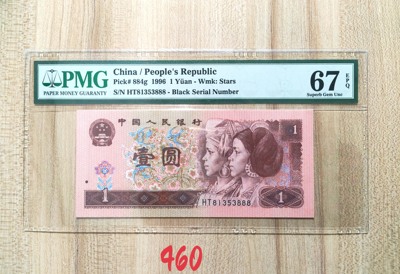 PMG
PAPER MONEY GUARANTY
China / People's Republic
Pick# 884g 1996 1 Yüan - Wmk: Stars
S/N HT81353888 - Black Serial Number
67 EPQ
Superb Gem Unc
中国人民银行
1
壹圆
HT81353888
1
1
460